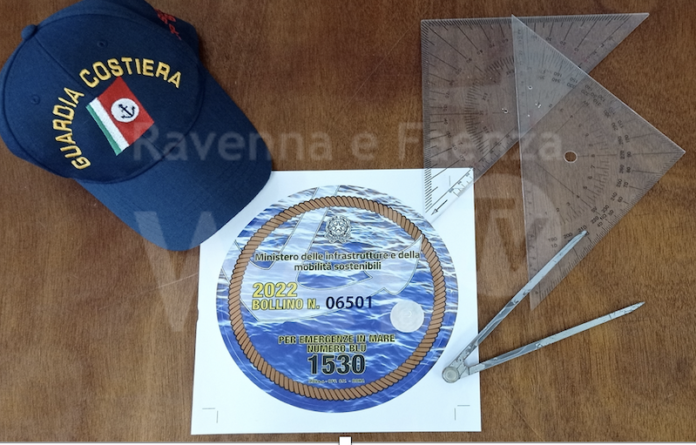 GUARDIA COSTIERA
Ravenna e Faenza
Ministero delle infrastrutture e della
mobilità sostenibili
2022
BOLLINO N. 06501
PER EMERGENZE IN MARE
NUMERO BLU
1530